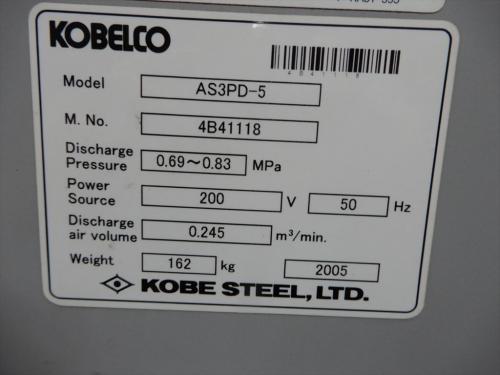 KOBELCO
4B41118
Model AS3PD-5
M. No. 4B41118
Discharge
Pressure 0.69～0.83 MPa
Power
Source 200 V 50 Hz
Discharge
air volume 0.245 m³/min.
Weight 162 kg 2005
KOBE STEEL, LTD.